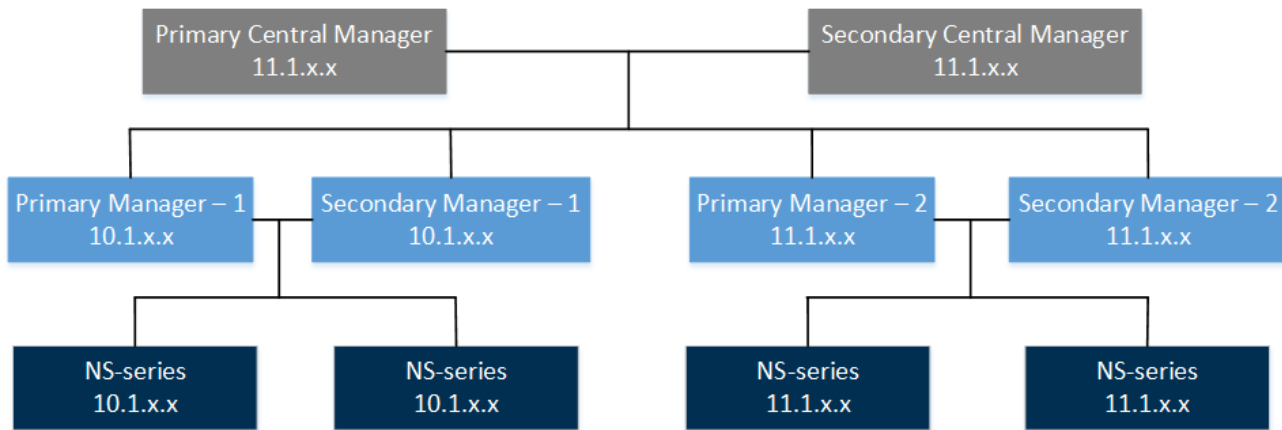 Primary Central Manager
11.1.x.x
Secondary Central Manager
11.1.x.x
Primary Manager – 1
10.1.x.x
Secondary Manager – 1
10.1.x.x
Primary Manager – 2
11.1.x.x
Secondary Manager – 2
11.1.x.x
NS-series
10.1.x.x
NS-series
10.1.x.x
NS-series
11.1.x.x
NS-series
11.1.x.x